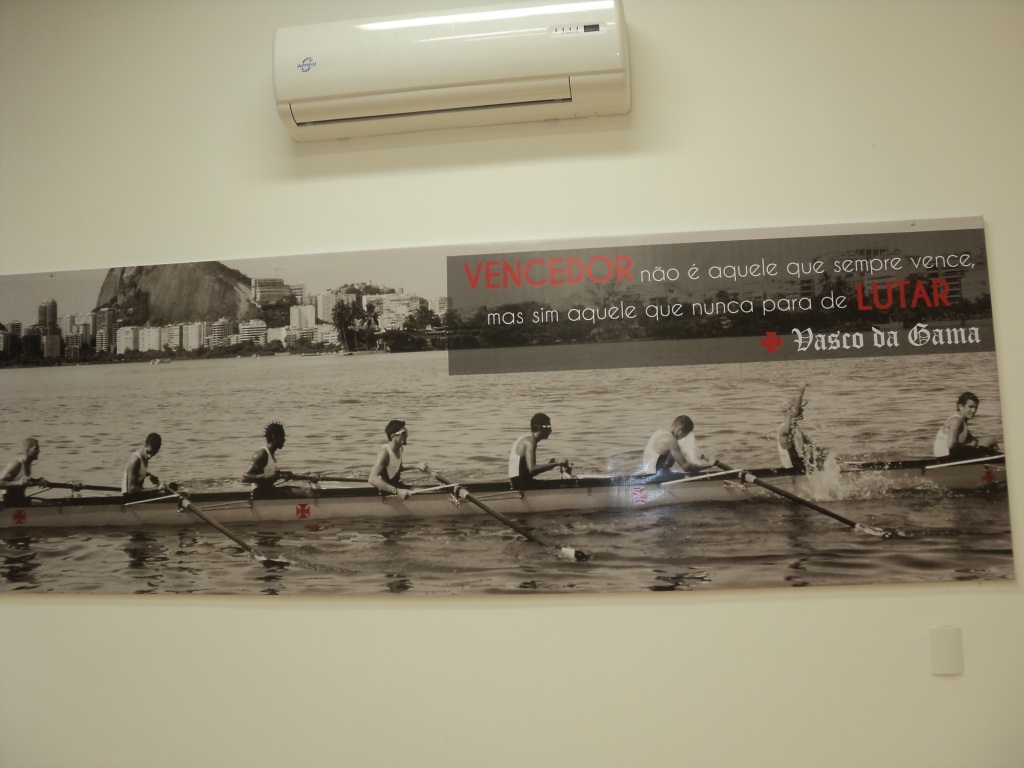 VENCEDOR não é aquele que sempre vence,
mas sim aquele que nunca para de LUTAR
Vasco da Gama